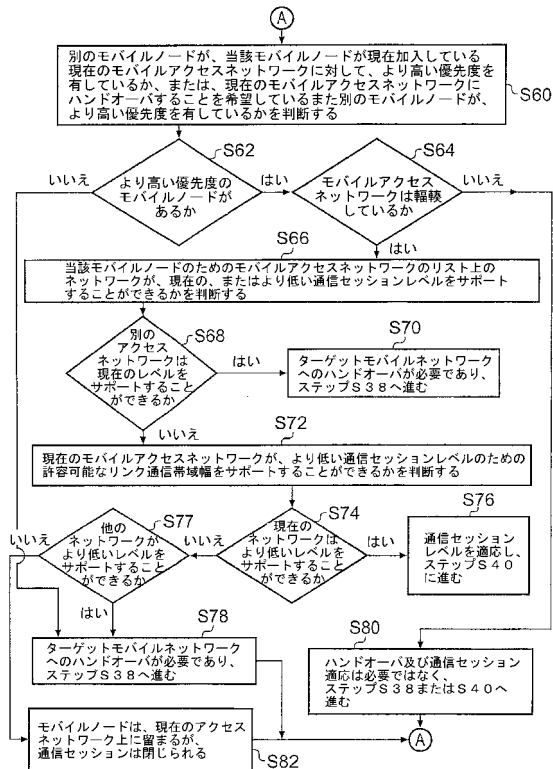 A
別のモバイルノードが、当該モバイルノードが現在加入している
現在のモバイルアクセスネットワークに対して、より高い優先度を
有しているか、または、現在のモバイルアクセスネットワークに
ハンドオーバすることを希望しているまた別のモバイルノードが、
より高い優先度を有しているかを判断する
S60
S62
より高い優先度の
モバイルノードが
あるか
いいえ
はい
S64
モバイルアクセス
ネットワークは輻輳
しているか
いいえ
はい
S66
当該モバイルノードのためのモバイルアクセスネットワークのリスト上の
ネットワークが、現在の、またはより低い通信セッションレベルをサポート
することができるかを判断する
S68
別の
アクセス
ネットワークは
現在のレベルを
サポートすること
ができるか
はい
いいえ
S70
ターゲットモバイルネットワーク
へのハンドオーバが必要であり、
ステップS38へ進む
S72
現在のモバイルアクセスネットワークが、より低い通信セッションレベルのための
許容可能なリンク通信帯域幅をサポートすることができるかを判断する
S74
現在の
ネットワークは
より低いレベルを
サポートすること
ができるか
はい
いいえ
S76
通信セッション
レベルを適応し、
ステップS40
に進む
S77
他の
ネットワークが
より低いレベルを
サポートすること
ができるか
いいえ
はい
S78
ターゲットモバイルネットワーク
へのハンドオーバが必要であり、
ステップS38へ進む
S80
ハンドオーバ及び通信セッション
適応は必要ではなく、
ステップS38またはS40へ
進む
A
モバイルノードは、現在のアクセス
ネットワーク上に留まるが、
通信セッションは閉じられる
S82